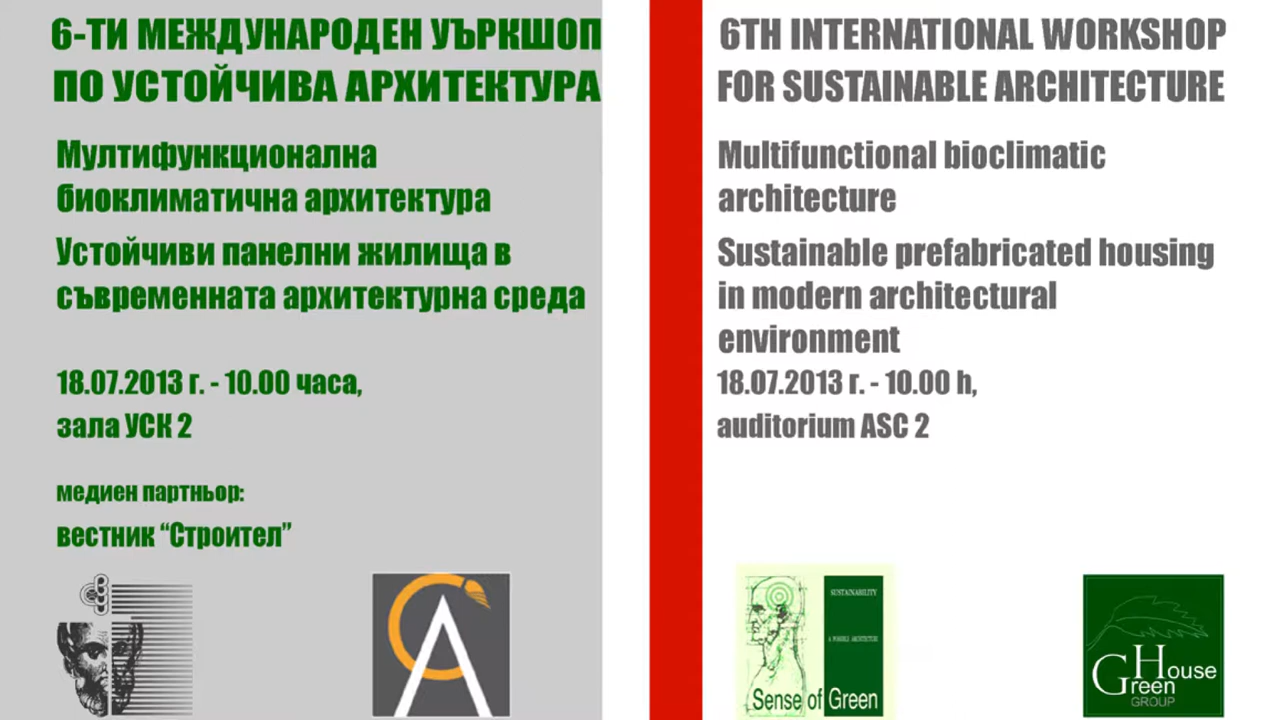 6-ТИ МЕЖДУНАРОДЕН УЪРКШОП
ПО УСТОЙЧИВА АРХИТЕКТУРА
Мултифункционална
биоклиматична архитектура
Устойчиви панелни жилища в
съвременната архитектурна среда
18.07.2013 г. - 10.00 часа,
зала УСК 2
медиен партньор:
вестник “Строител”
6TH INTERNATIONAL WORKSHOP
FOR SUSTAINABLE ARCHITECTURE
Multifunctional bioclimatic
architecture
Sustainable prefabricated housing
in modern architectural
environment
18.07.2013 г. - 10.00 h,
auditorium ASC 2
SUSTAINABILITY
A POSSIBLE ARCHITECTURE
Sense of Green
House
Green
GROUP